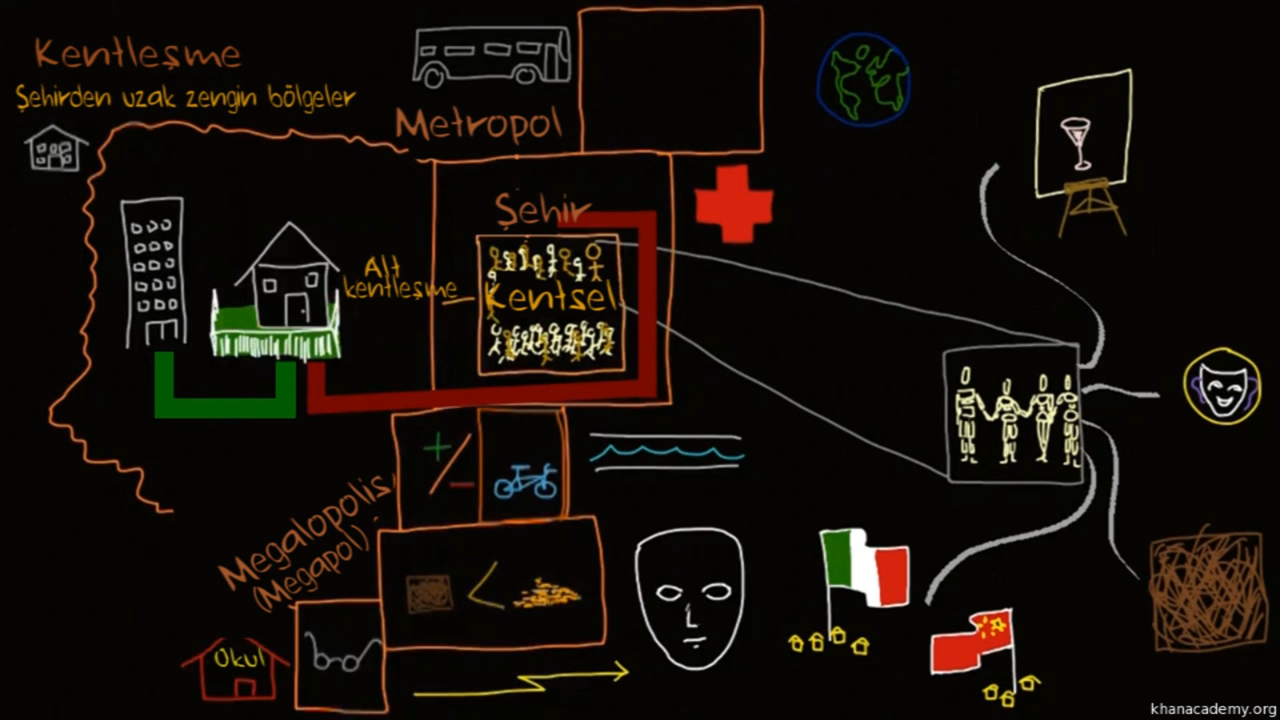 Kentleşme
Şehirden uzak zengin bölgeler
Metropol
Şehir
Alt
kentleşme
Kentsel
Megalopolis
(Megapol)
Okul
khanacademy.org